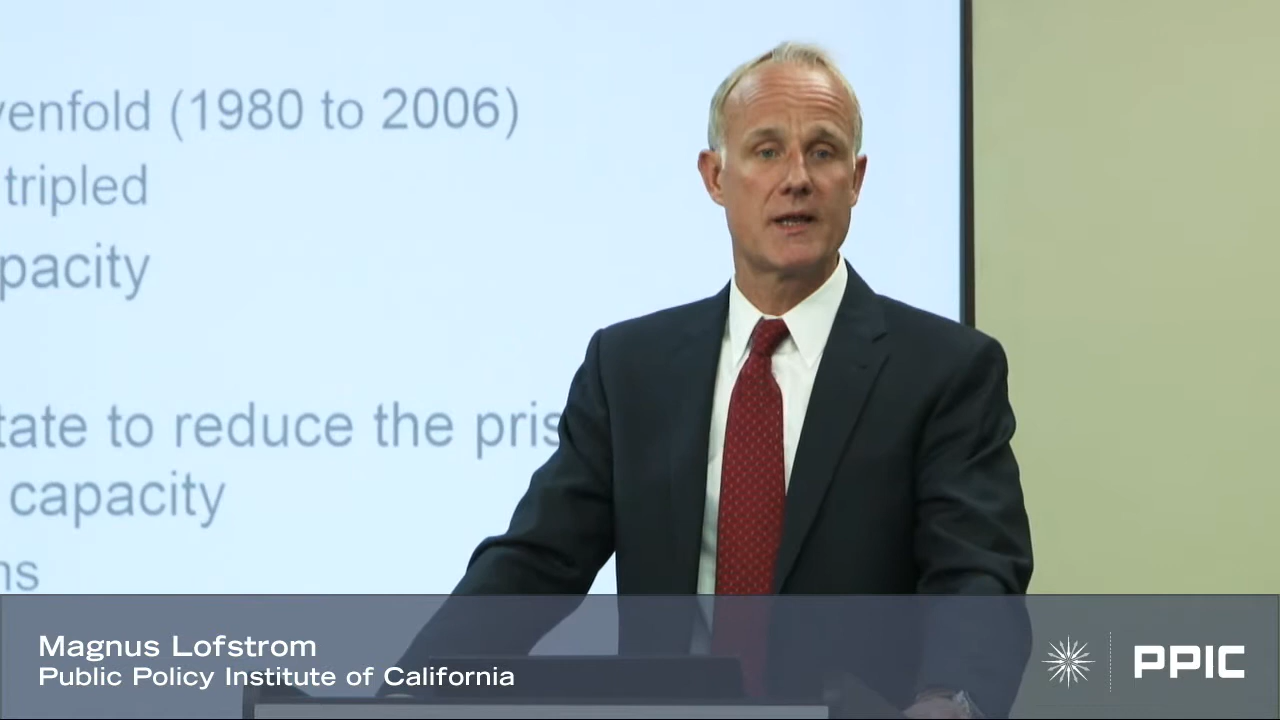 venfold (1980 to 2006)
tripled
pacity
tate to reduce the pris
capacity
ns
Magnus Lofstrom
Public Policy Institute of California
PPIC